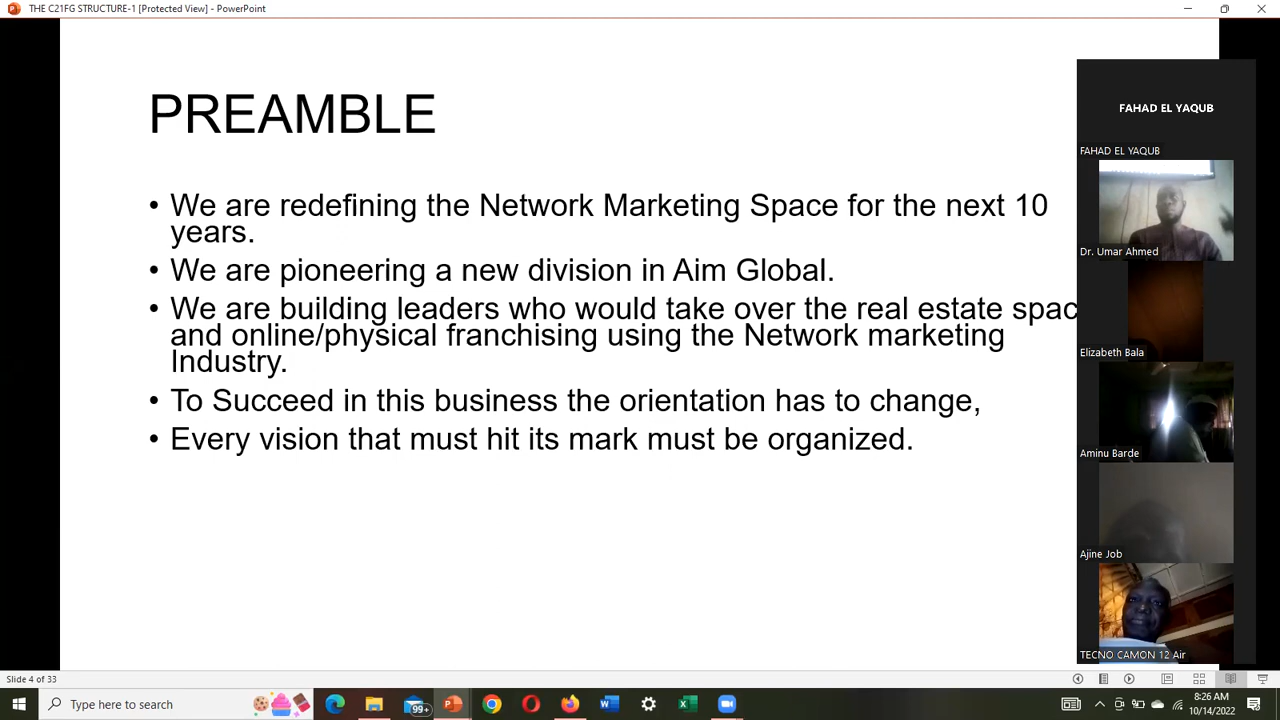 THE C21FG STRUCTURE-1 [Protected View] - PowerPoint
PREAMBLE
• We are redefining the Network Marketing Space for the next 10
years.
• We are pioneering a new division in Aim Global.
• We are building leaders who would take over the real estate spac
and online/physical franchising using the Network marketing
Industry.
• To Succeed in this business the orientation has to change,
• Every vision that must hit its mark must be organized.
FAHAD EL YAQUB
FAHAD EL YAQUB
Dr. Umar Ahmed
Elizabeth Bala
Aminu Barde
Ajine Job
TECNO CAMON 12 Air
Slide 4 of 33
Type here to search
99+
8:26 AM
10/14/2022